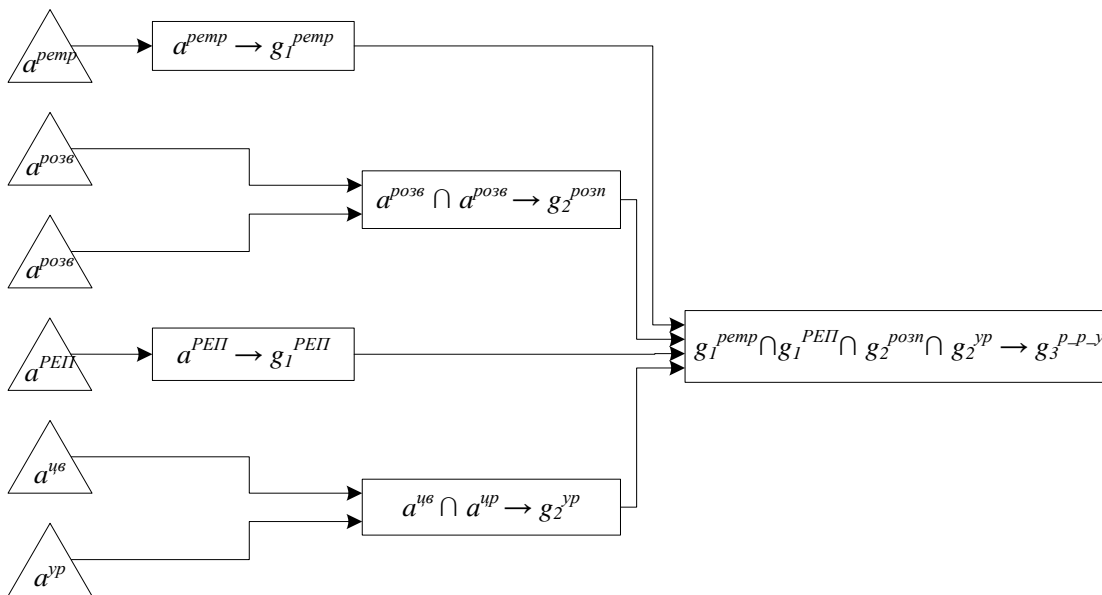 a^ретр
a^ретр → g₁^ретр
a^розв
a^розв ∩ a^розв → g₂^розп
a^розв
a^РЕП
a^РЕП → g₁^РЕП
g₁^ретр∩g₁^РЕП∩ g₂^розп∩ g₂^ур → g₃^р_р_у
a^цв
a^цв ∩ a^цр → g₂^ур
a^ур